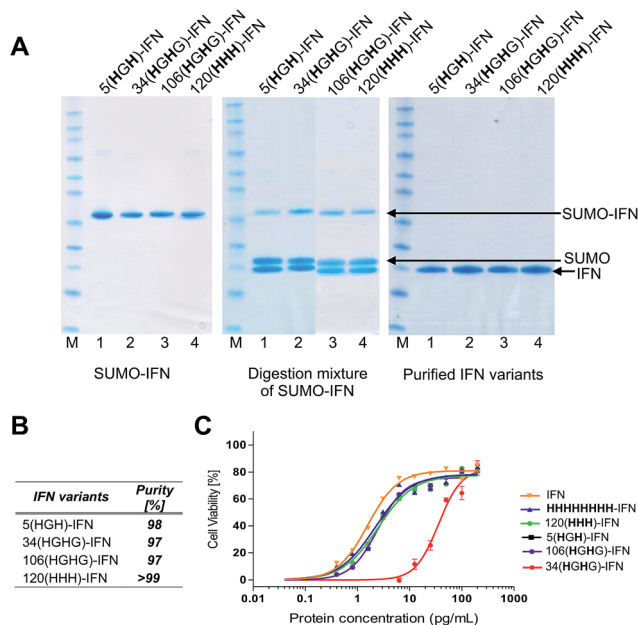 A
5(HGH)-IFN
34(HGHG)-IFN
106(HGHG)-IFN
120(HHH)-IFN
5(HGH)-IFN
34(HGHG)-IFN
106(HGHG)-IFN
120(HHH)-IFN
5(HGH)-IFN
34(HGHG)-IFN
106(HGHG)-IFN
120(HHH)-IFN
SUMO-IFN
SUMO
IFN
M 1 2 3 4
M 1 2 3 4
M 1 2 3 4
SUMO-IFN
Digestion mixture
of SUMO-IFN
Purified IFN variants
B
IFN variants Purity
[%]
5(HGH)-IFN 98
34(HGHG)-IFN 97
106(HGHG)-IFN 97
120(HHH)-IFN >99
C
Cell Viability [%]
100
80
60
40
20
0
0.01 0.1 1 10 100 1000
Protein concentration (pg/mL)
IFN
HHHHHHHH-IFN
120(HHH)-IFN
5(HGH)-IFN
106(HGHG)-IFN
34(HGHG)-IFN